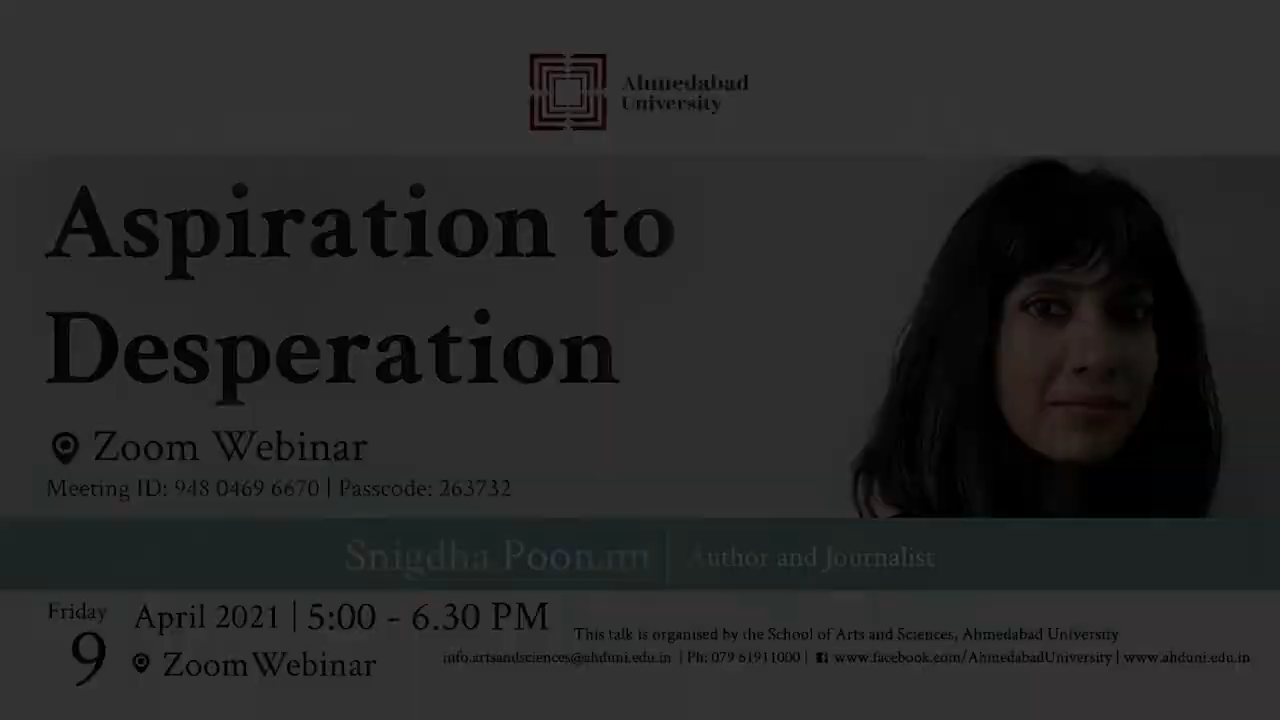 Ahmedabad
University
Aspiration to
Desperation
Zoom Webinar
Meeting ID: 948 0469 6670 | Passcode: 263732
Snigdha Poonam | Author and Journalist
Friday
9
April 2021 | 5:00 - 6.30 PM
Zoom Webinar
This talk is organised by the School of Arts and Sciences, Ahmedabad University
info.artsandsciences@ahduni.edu.in | Ph: 079 61911000 | www.facebook.com/AhmedabadUniversity | www.ahduni.edu.in